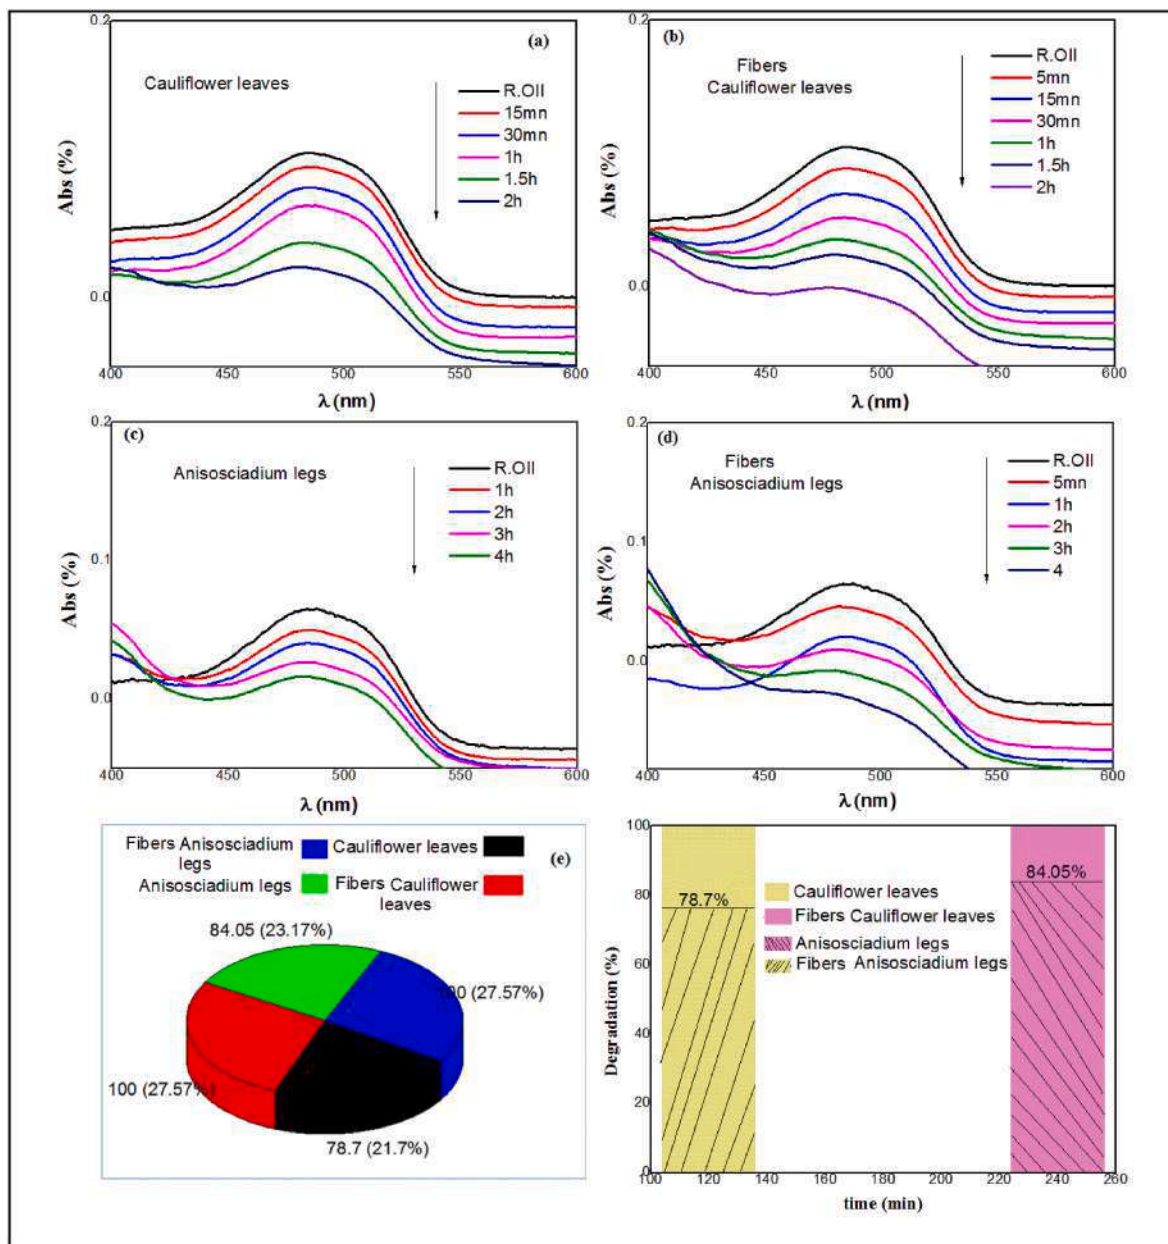 0.2
(a)
Cauliflower leaves
R.OII
15mn
30mn
1h
1.5h
2h
Abs (%)
0.0
400
450
500
550
600
λ (nm)
0.2
(b)
Fibers
Cauliflower leaves
R.OII
5mn
15mn
30mn
1h
1.5h
2h
Abs (%)
0.0
400
450
500
550
600
λ (nm)
0.2
(c)
Anisosciadium legs
R.OII
1h
2h
3h
4h
Abs (%)
0.1
0.0
400
450
500
550
600
λ (nm)
0.2
(d)
Fibers
Anisosciadium legs
R.OII
5mn
1h
2h
3h
4
Abs (%)
0.1
0.0
400
450
500
550
600
λ (nm)
Fibers Anisosciadium
legs
Cauliflower leaves
(e)
Anisosciadium legs
Fibers Cauliflower
leaves
84.05 (23.17%)
100 (27.57%)
100 (27.57%)
78.7 (21.7%)
100
80
60
40
20
0
Degradation (%)
78.7%
84.05%
Cauliflower leaves
Fibers Cauliflower leaves
Anisosciadium legs
Fibers Anisosciadium legs
100
120
140
160
180
200
220
240
260
time (min)